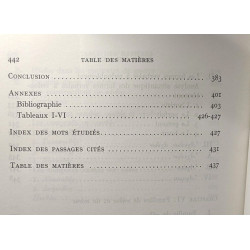 442 TABLE DES MATIÈRES
Conclusion 383
Annexes 401
Bibliographie
Tableaux I-VI 426-427
Index des mots étudiés. 427
Index des passages cités 431
Table des matières 437